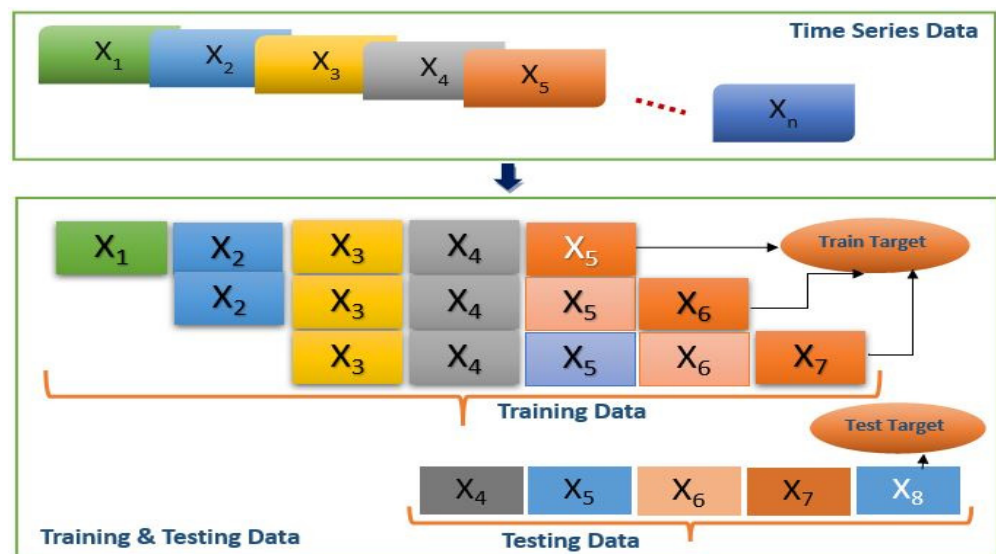 Time Series Data
X₁ X₂ X₃ X₄ X₅ Xₙ
X₁ X₂ X₃ X₄ X₅ Train Target
X₂ X₃ X₄ X₅ X₆
X₃ X₄ X₅ X₆ X₇
Training Data
Test Target
X₄ X₅ X₆ X₇ X₈
Training & Testing Data Testing Data